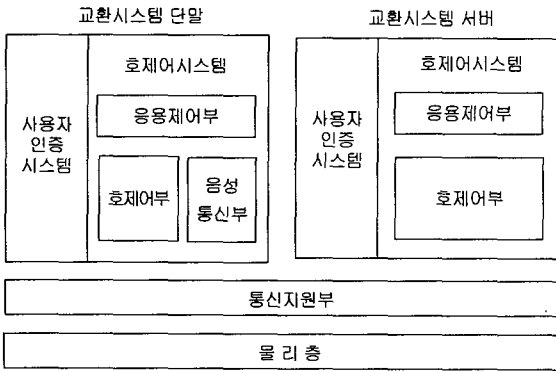 교환시스템 단말
사용자
인증
시스템
호제어시스템
응용제어부
호제어부
음성
통신부
교환시스템 서버
사용자
인증
시스템
호제어시스템
응용제어부
호제어부
통신지원부
물 리 층